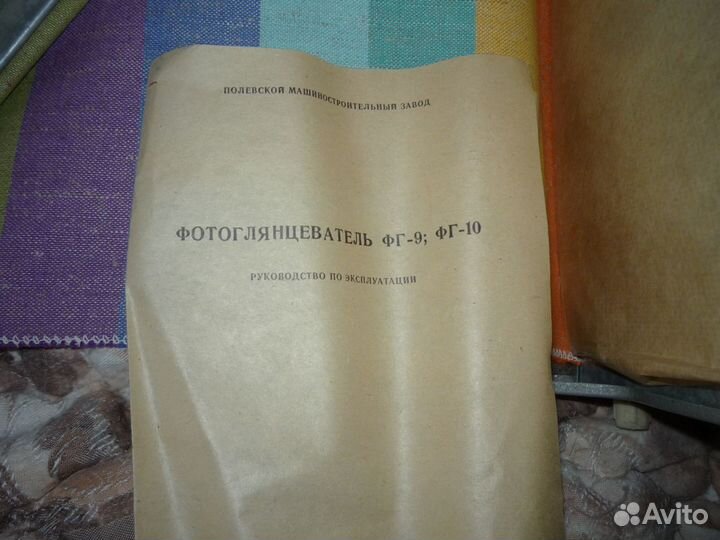 ПОЛЕВСКОЙ МАШИНОСТРОИТЕЛЬНЫЙ ЗАВОД
ФОТОГЛЯНЦЕВАТЕЛЬ ФГ-9; ФГ-10
РУКОВОДСТВО ПО ЭКСПЛУАТАЦИИ
Avito